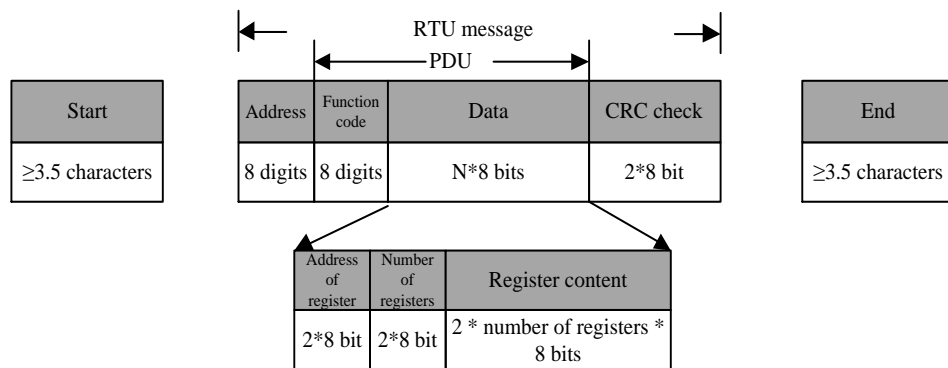 RTU message
PDU
Start
Address
Function
code
Data
CRC check
End
≥3.5 characters
8 digits
8 digits
N*8 bits
2*8 bit
≥3.5 characters
Address
of
register
Number
of
registers
Register content
2*8 bit
2*8 bit
2 * number of registers *
8 bits